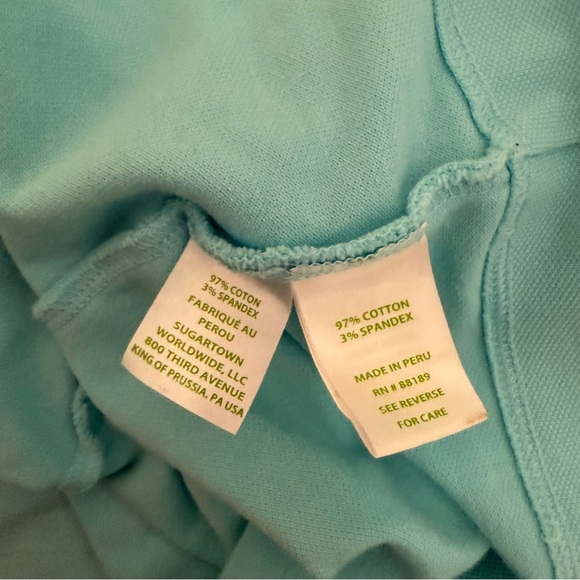 97% COTON
3% SPANDEX
FABRIQUÉ AU
PEROU
SUGARTOWN
WORLDWIDE, LLC
800 THIRD AVENUE
KING OF PRUSSIA. PA USA
97% COTTON
3% SPANDEX
MADE IN PERU
RN # 88189
SEE REVERSE
FOR CARE